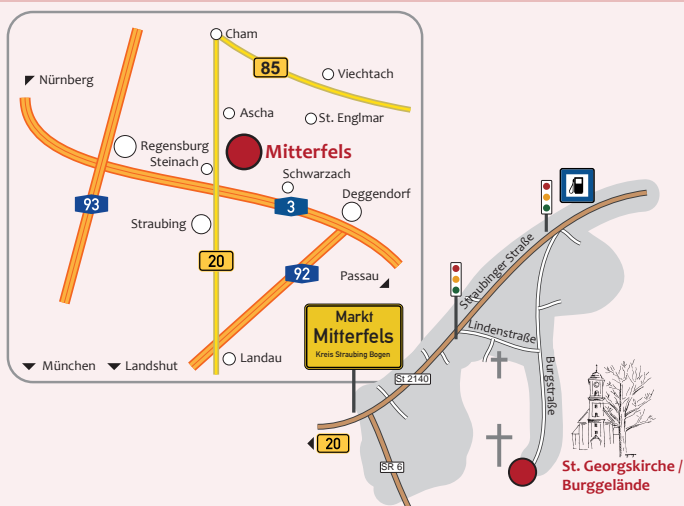 Cham
85
Viechtach
Nürnberg
Ascha
St. Englmar
Regensburg
Mitterfels
Steinach
Schwarzach
93
3
Deggendorf
Straubing
20
92
Passau
München
Landshut
Landau
Straubinger Straße
Markt
Mitterfels
Kreis Straubing Bogen
Lindenstraße
Burgstraße
St 2140
20
SR 6
St. Georgskirche /
Burggelände